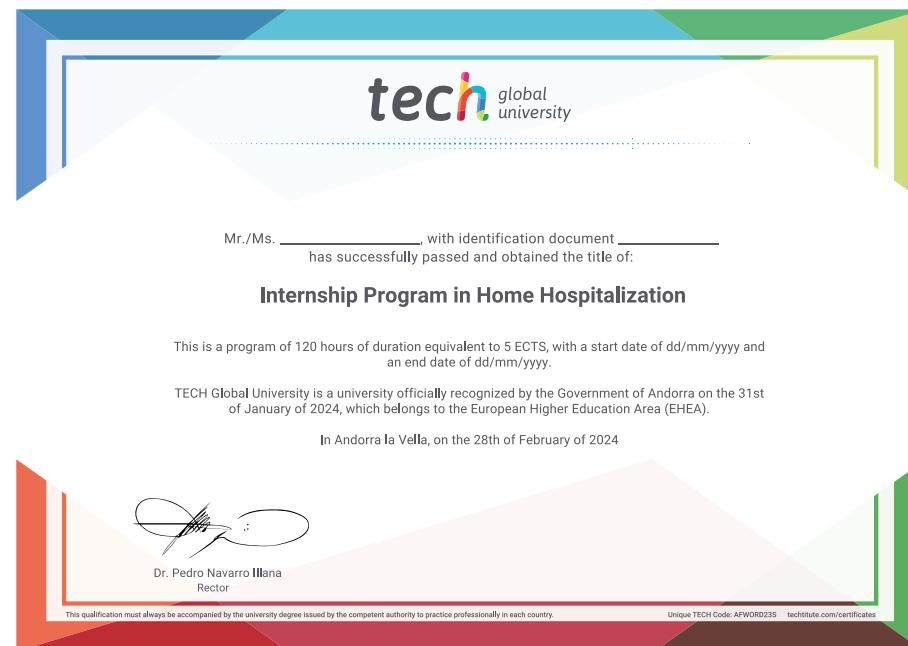 tech global university
Mr./Ms. ____________________, with identification document ______________
has successfully passed and obtained the title of:
Internship Program in Home Hospitalization
This is a program of 120 hours of duration equivalent to 5 ECTS, with a start date of dd/mm/yyyy and
an end date of dd/mm/yyyy.
TECH Global University is a university officially recognized by the Government of Andorra on the 31st
of January of 2024, which belongs to the European Higher Education Area (EHEA).
In Andorra la Vella, on the 28th of February of 2024
Dr. Pedro Navarro Illana
Rector
This qualification must always be accompanied by the university degree issued by the competent authority to practice professionally in each country. Unique TECH Code: AFWORD23S techtitute.com/certificates